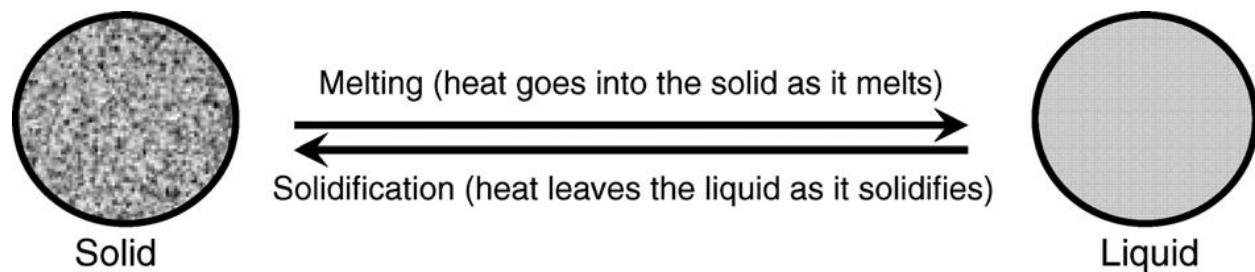 Melting (heat goes into the solid as it melts)
Solidification (heat leaves the liquid as it solidifies)
Solid
Liquid